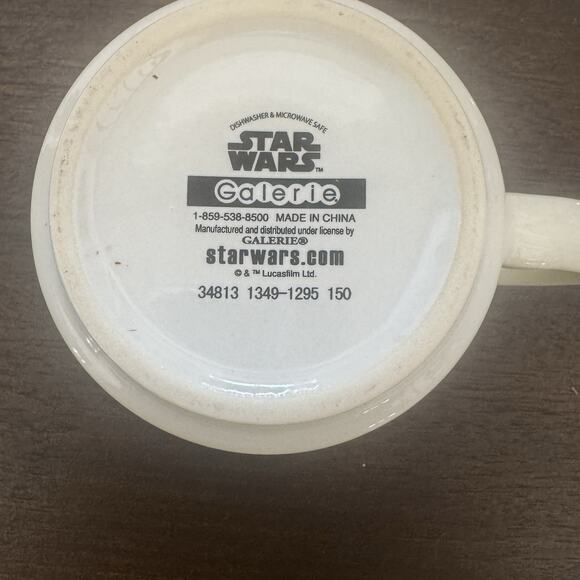 DISHWASHER & MICROWAVE SAFE
STAR
WARS™
Galerie
1-859-538-8500 MADE IN CHINA
Manufactured and distributed under license by
GALERIE®
starwars.com
© & ™ Lucasfilm Ltd.
34813 1349-1295 150